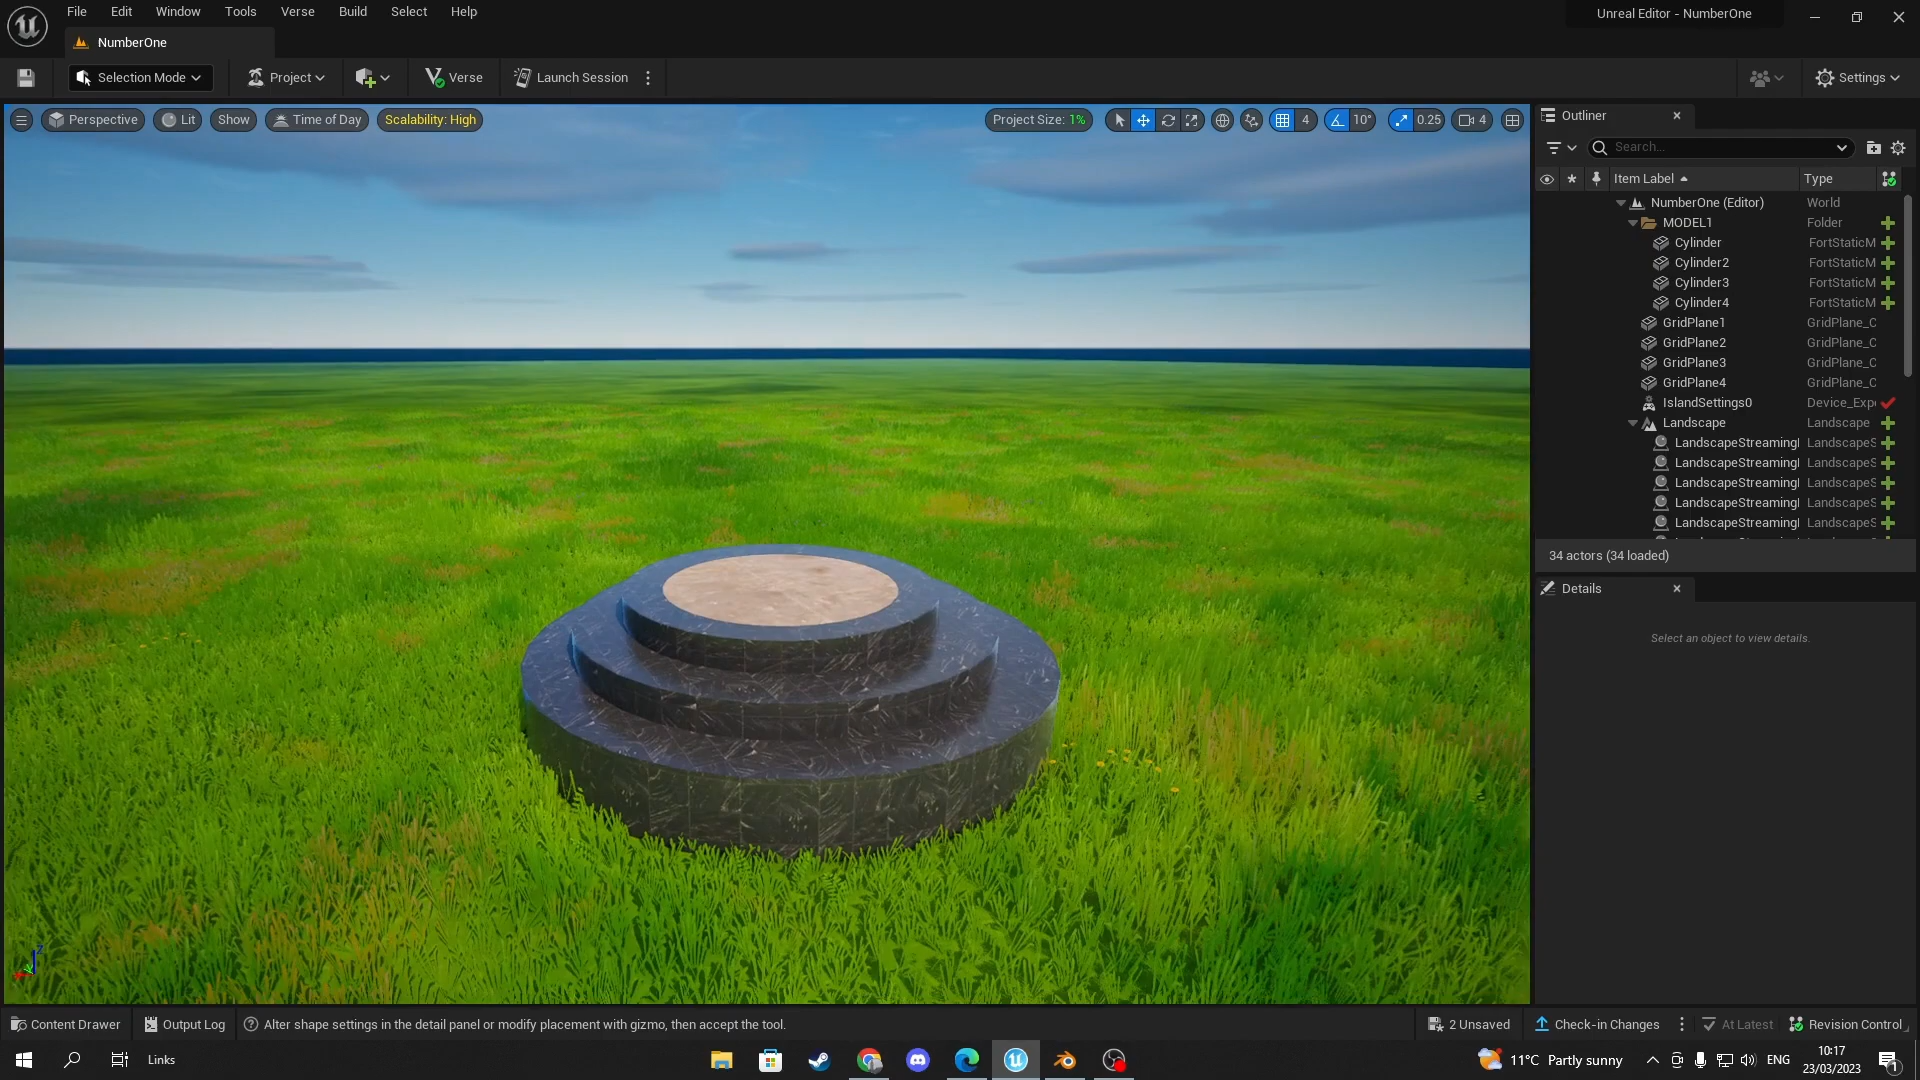 File Edit Window Tools Verse Build Select Help
Unreal Editor - NumberOne
NumberOne
Selection Mode Project Verse Launch Session Settings
Perspective Lit Show Time of Day Scalability: High Project Size: 1% 4 10° 0.25 4
Outliner
Search...
Item Label Type
NumberOne (Editor) World
MODEL1 Folder
Cylinder FortStaticM
Cylinder2 FortStaticM
Cylinder3 FortStaticM
Cylinder4 FortStaticM
GridPlane1 GridPlane_C
GridPlane2 GridPlane_C
GridPlane3 GridPlane_C
GridPlane4 GridPlane_C
IslandSettings0 Device_Exp
Landscape Landscape
LandscapeStreaming LandscapeS
LandscapeStreaming LandscapeS
LandscapeStreaming LandscapeS
LandscapeStreaming LandscapeS
LandscapeStreaming LandscapeS
34 actors (34 loaded)
Details
Select an object to view details.
Z
Content Drawer Output Log Alter shape settings in the detail panel or modify placement with gizmo, then accept the tool. 2 Unsaved Check-in Changes At Latest Revision Control
Links 11°C Partly sunny ENG 10:17
23/03/2023 1